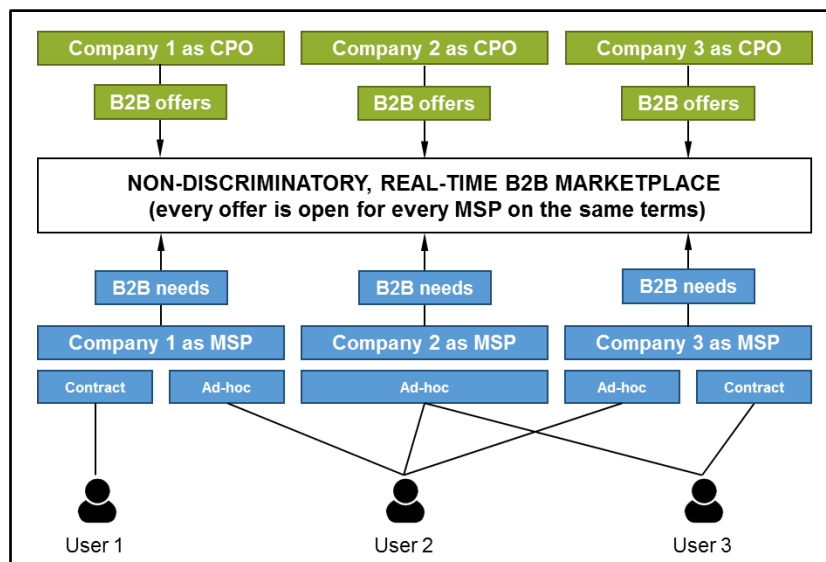 Company 1 as CPO
Company 2 as CPO
Company 3 as CPO
B2B offers
B2B offers
B2B offers
NON-DISCRIMINATORY, REAL-TIME B2B MARKETPLACE
(every offer is open for every MSP on the same terms)
B2B needs
B2B needs
B2B needs
Company 1 as MSP
Company 2 as MSP
Company 3 as MSP
Contract
Ad-hoc
Ad-hoc
Ad-hoc
Contract
User 1
User 2
User 3